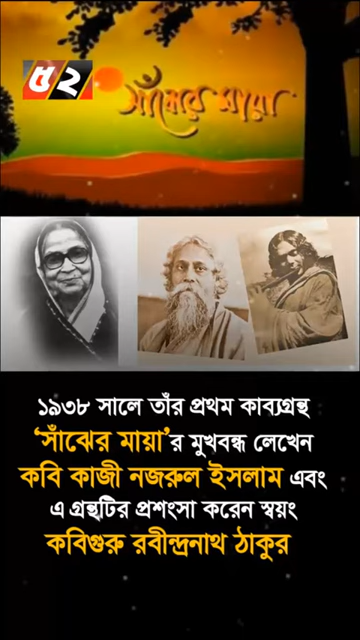 ৫২
সাঁঝের মায়া
১৯৩৮ সালে তাঁর প্রথম কাব্যগ্রন্থ
‘সাঁঝের মায়া’র মুখবন্ধ লেখেন
কবি কাজী নজরুল ইসলাম এবং
এ গ্রন্থটির প্রশংসা করেন স্বয়ং
কবিগুরু রবীন্দ্রনাথ ঠাকুর